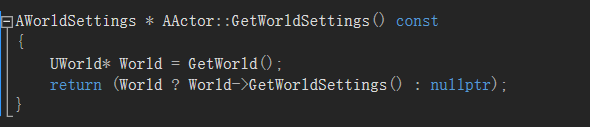 AWorldSettings * AActor::GetWorldSettings() const
{
UWorld* World = GetWorld();
return (World ? World->GetWorldSettings() : nullptr);
}